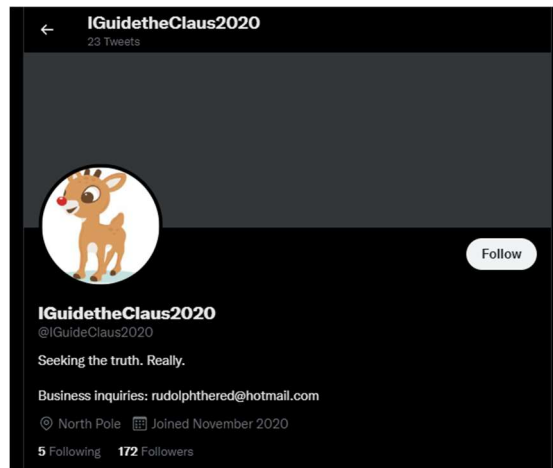 IGuidetheClaus2020
23 Tweets
Follow
IGuidetheClaus2020
@IGuideClaus2020
Seeking the truth. Really.
Business inquiries: rudolphthered@hotmail.com
North Pole Joined November 2020
5 Following 172 Followers